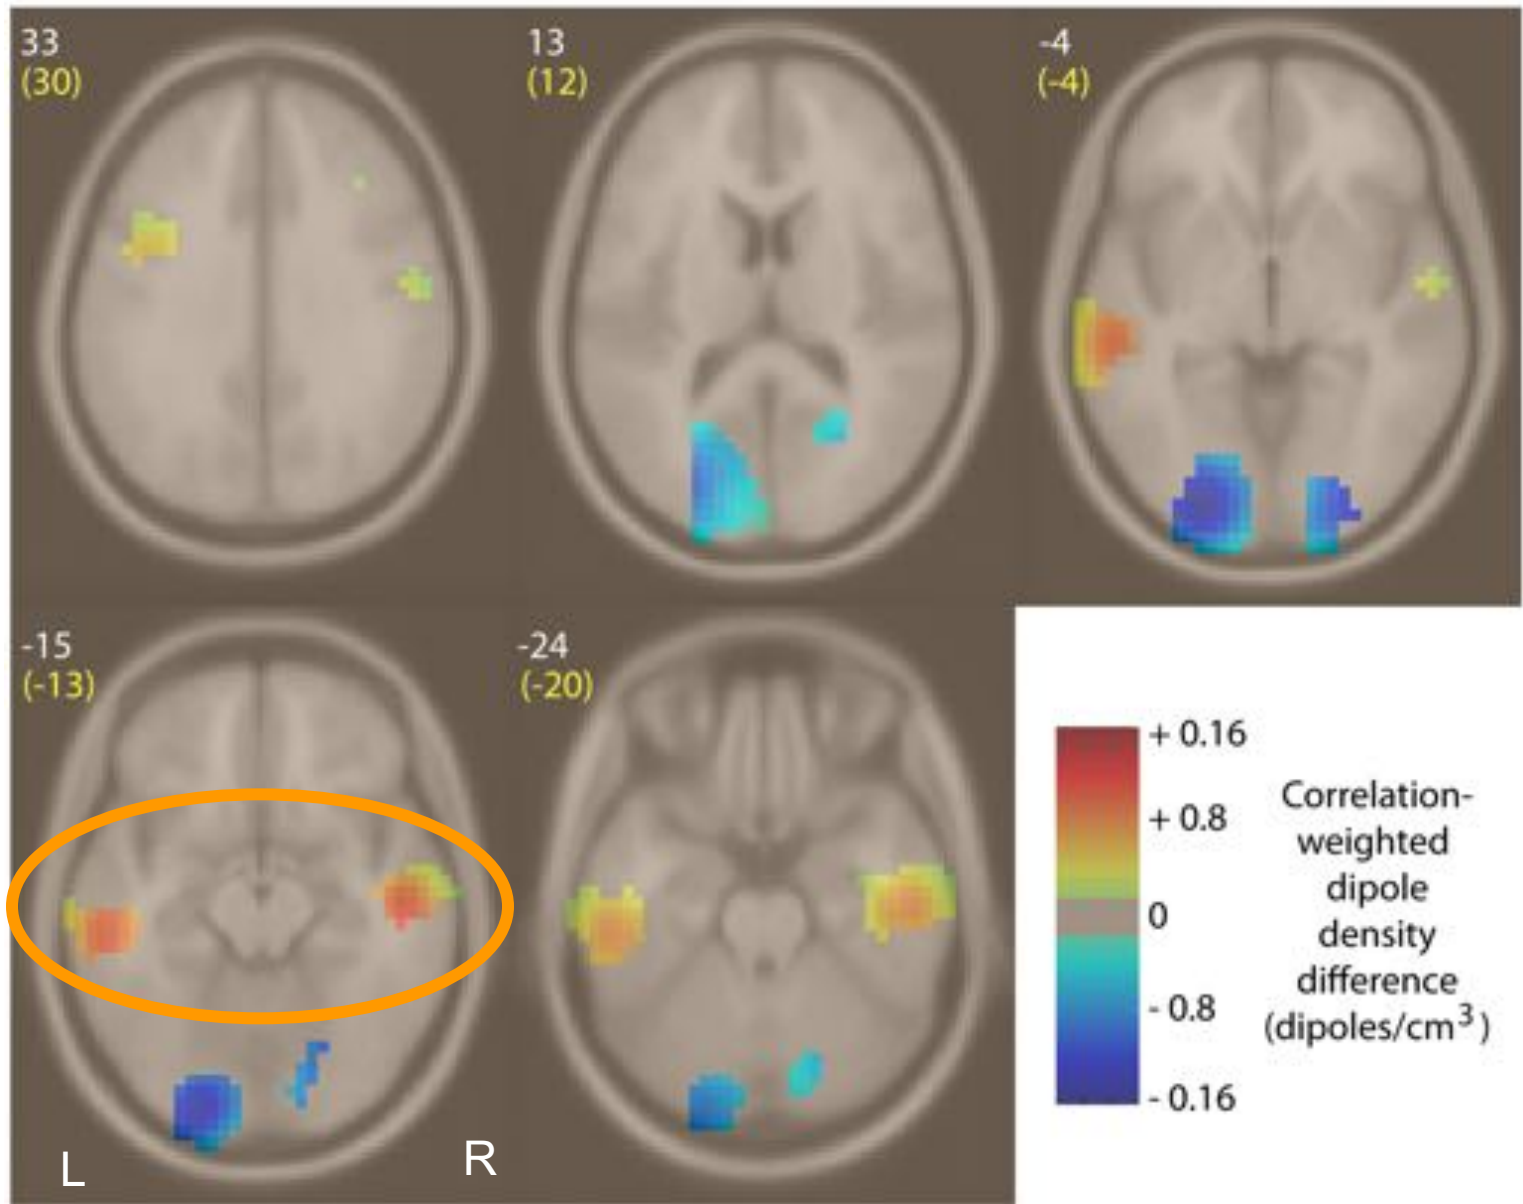 33
(30)
13
(12)
-4
(-4)
-15
(-13)
-24
(-20)
L
R
+ 0.16
+ 0.8
0
- 0.8
- 0.16
Correlation-
weighted
dipole
density
difference
(dipoles/cm³)